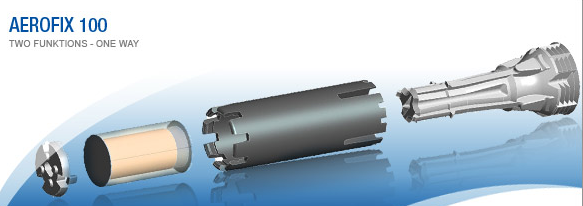 AEROFIX 100
TWO FUNKTIONS - ONE WAY